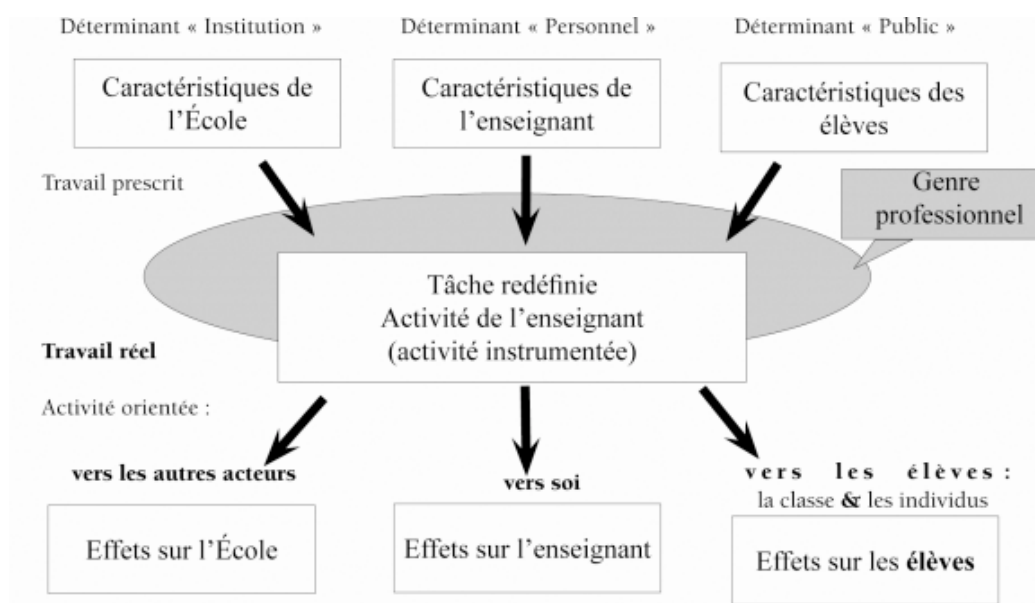 Déterminant « Institution »
Déterminant « Personnel »
Déterminant « Public »
Caractéristiques de
l’École
Caractéristiques de
l’enseignant
Caractéristiques des
élèves
Travail prescrit
Genre
professionnel
Tâche redéfinie
Activité de l’enseignant
(activité instrumentée)
Travail réel
Activité orientée :
vers les autres acteurs
vers soi
vers les élèves :
la classe & les individus
Effets sur l’École
Effets sur l’enseignant
Effets sur les élèves